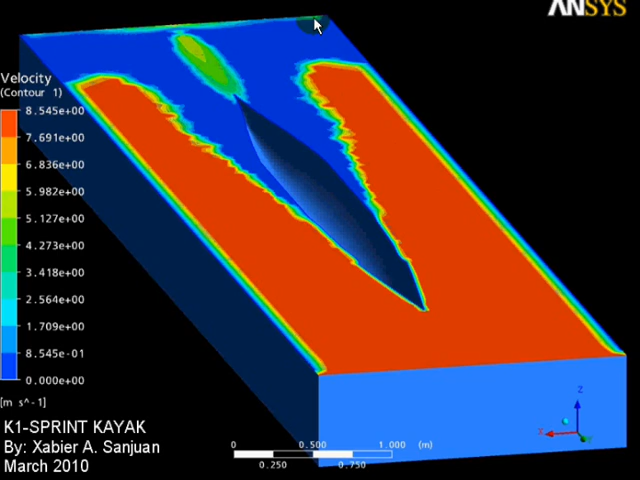 ANSYS
Velocity
(Contour 1)
8.545e+00
7.691e+00
6.836e+00
5.982e+00
5.127e+00
4.273e+00
3.418e+00
2.564e+00
1.709e+00
8.545e-01
0.000e+00
[m s^-1]
K1-SPRINT KAYAK
By: Xabier A. Sanjuan
March 2010
0 0.500 1.000 (m)
0.250 0.750
Z
X